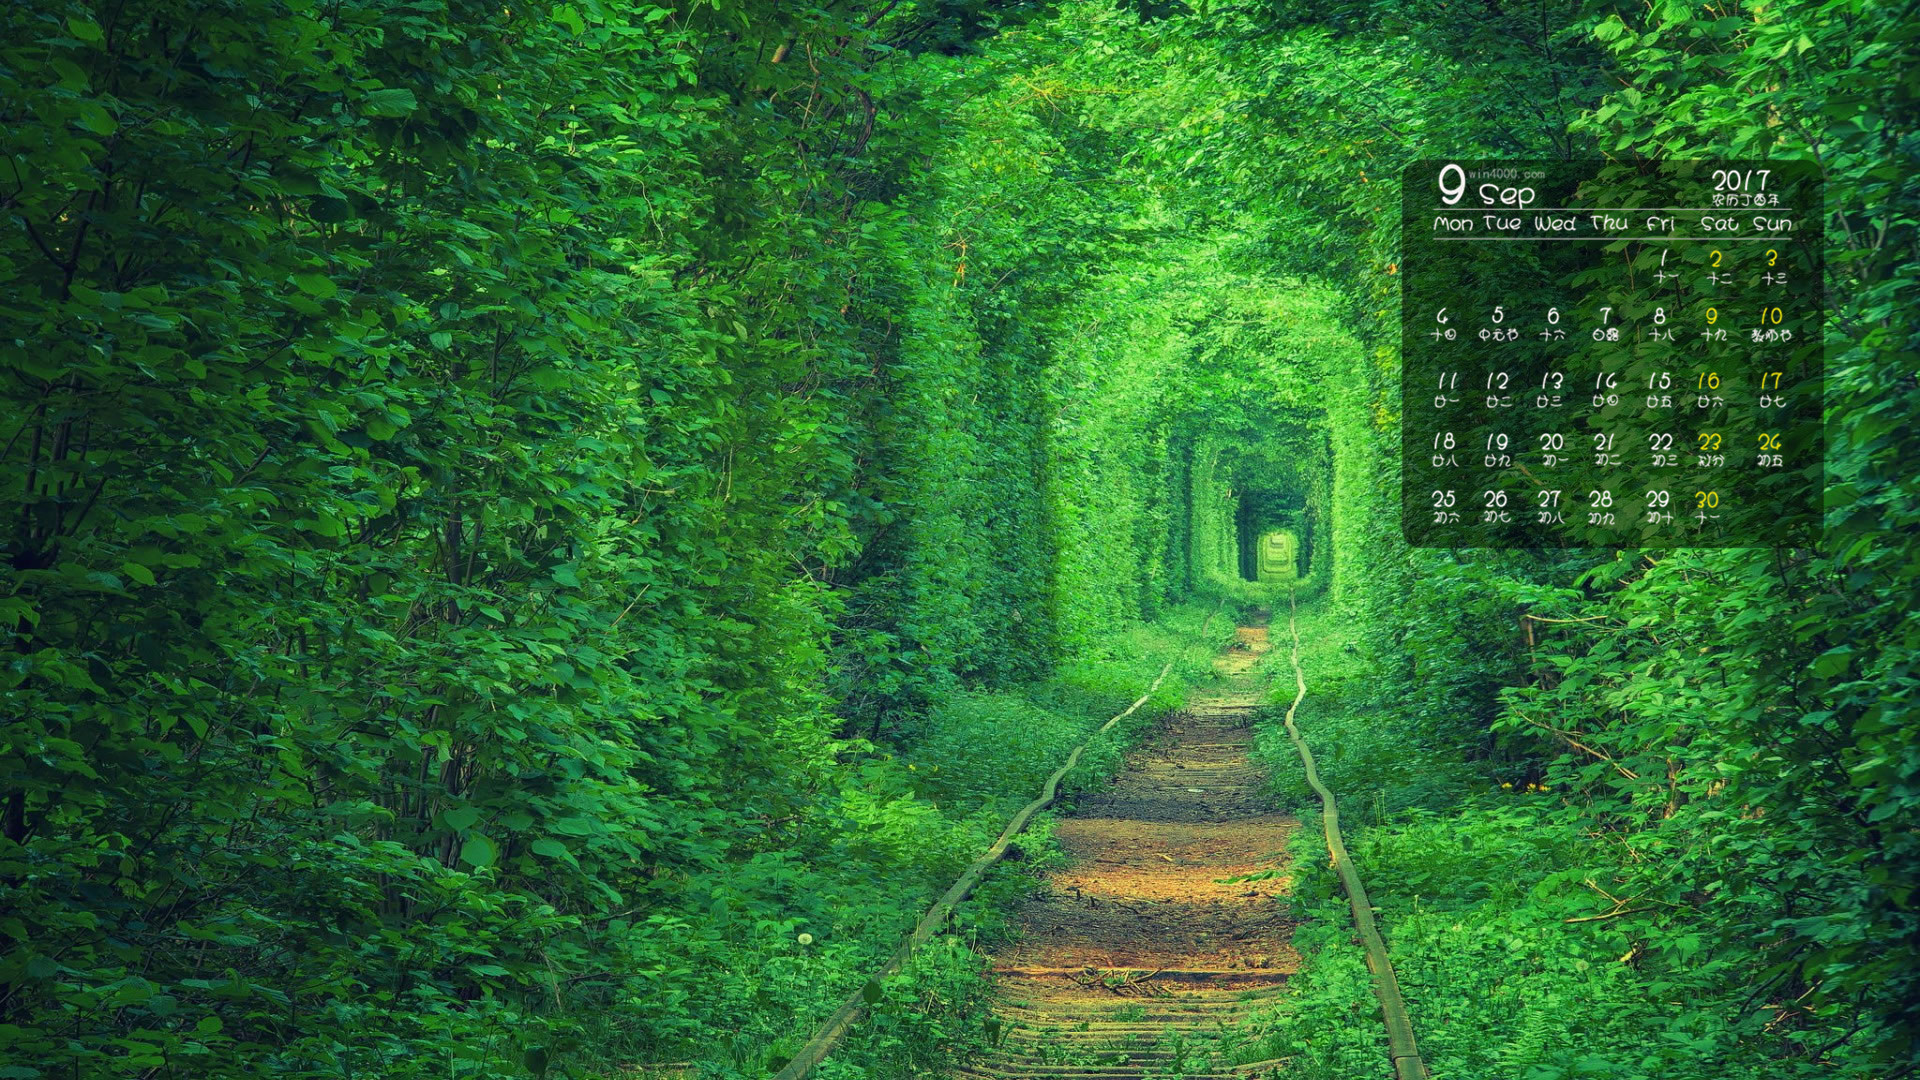 9 win4000.com
Sep 2017
农历丁酉年
Mon Tue Wed Thu Fri Sat Sun
1 2 3
十一 十二 十三
4 5 6 7 8 9 10
十四 中元节 十六 白露 十八 十九 教师节
11 12 13 14 15 16 17
廿一 廿二 廿三 廿四 廿五 廿六 廿七
18 19 20 21 22 23 24
廿八 廿九 初一 初二 初三 秋分 初五
25 26 27 28 29 30
初六 初七 初八 初九 初十 十一